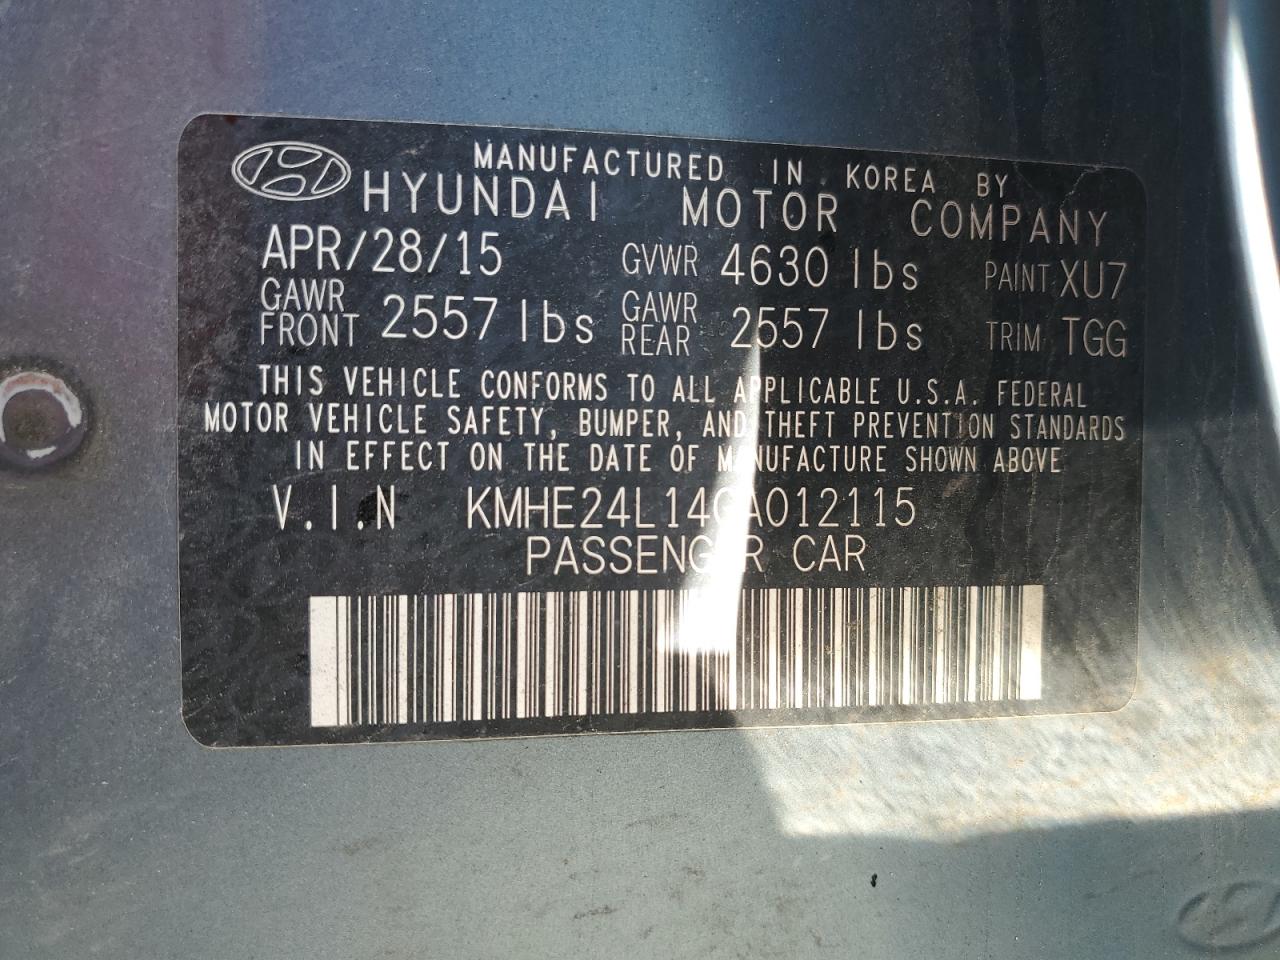 MANUFACTURED IN KOREA BY
HYUNDAI MOTOR COMPANY
APR/28/15 GVWR 4630 lbs PAINT XU7
GAWR FRONT 2557 lbs GAWR REAR 2557 lbs TRIM TGG
THIS VEHICLE CONFORMS TO ALL APPLICABLE U.S.A. FEDERAL
MOTOR VEHICLE SAFETY, BUMPER, AND THEFT PREVENTION STANDARDS
IN EFFECT ON THE DATE OF MANUFACTURE SHOWN ABOVE
V.I.N KMHE24L14GA012115
PASSENGER CAR